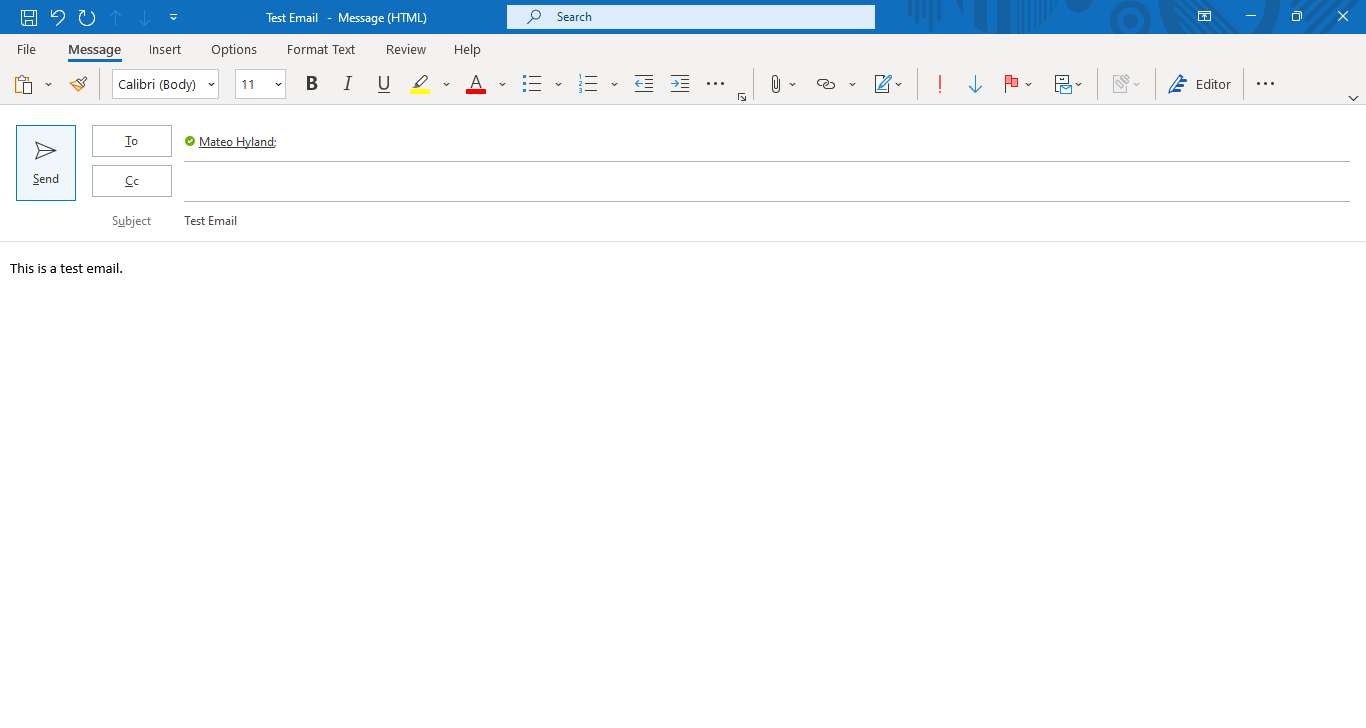 Test Email - Message (HTML)
Search
File Message Insert Options Format Text Review Help
Calibri (Body) 11 B I U A Editor
To Mateo Hyland;
Send
Cc
Subject Test Email
This is a test email.